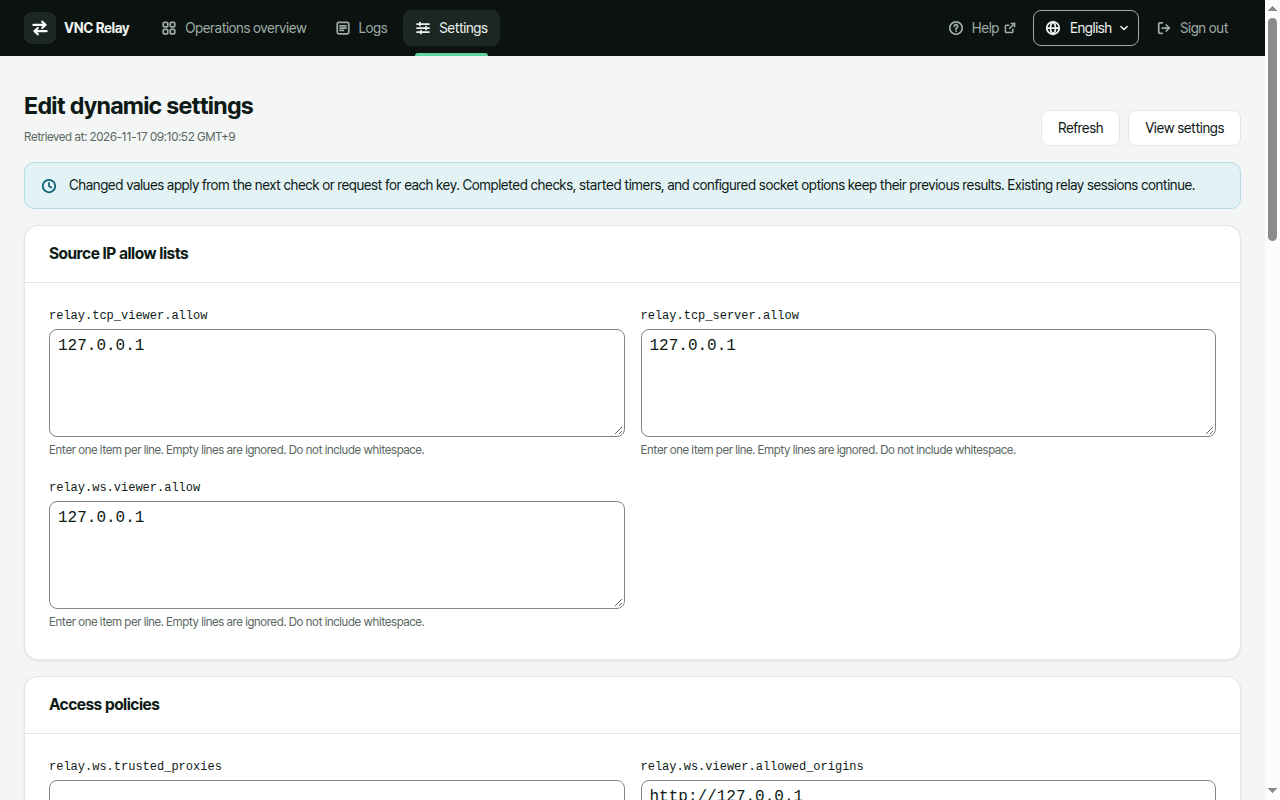 VNC Relay
Operations overview
Logs
Settings
Help
English
Sign out
Edit dynamic settings
Retrieved at: 2026-11-17 09:10:52 GMT+9
Refresh
View settings
Changed values apply from the next check or request for each key. Completed checks, started timers, and configured socket options keep their previous results. Existing relay sessions continue.
Source IP allow lists
relay.tcp_viewer.allow
127.0.0.1
Enter one item per line. Empty lines are ignored. Do not include whitespace.
relay.tcp_server.allow
127.0.0.1
Enter one item per line. Empty lines are ignored. Do not include whitespace.
relay.ws.viewer.allow
127.0.0.1
Enter one item per line. Empty lines are ignored. Do not include whitespace.
Access policies
relay.ws.trusted_proxies
relay.ws.viewer.allowed_origins
http://127.0.0.1